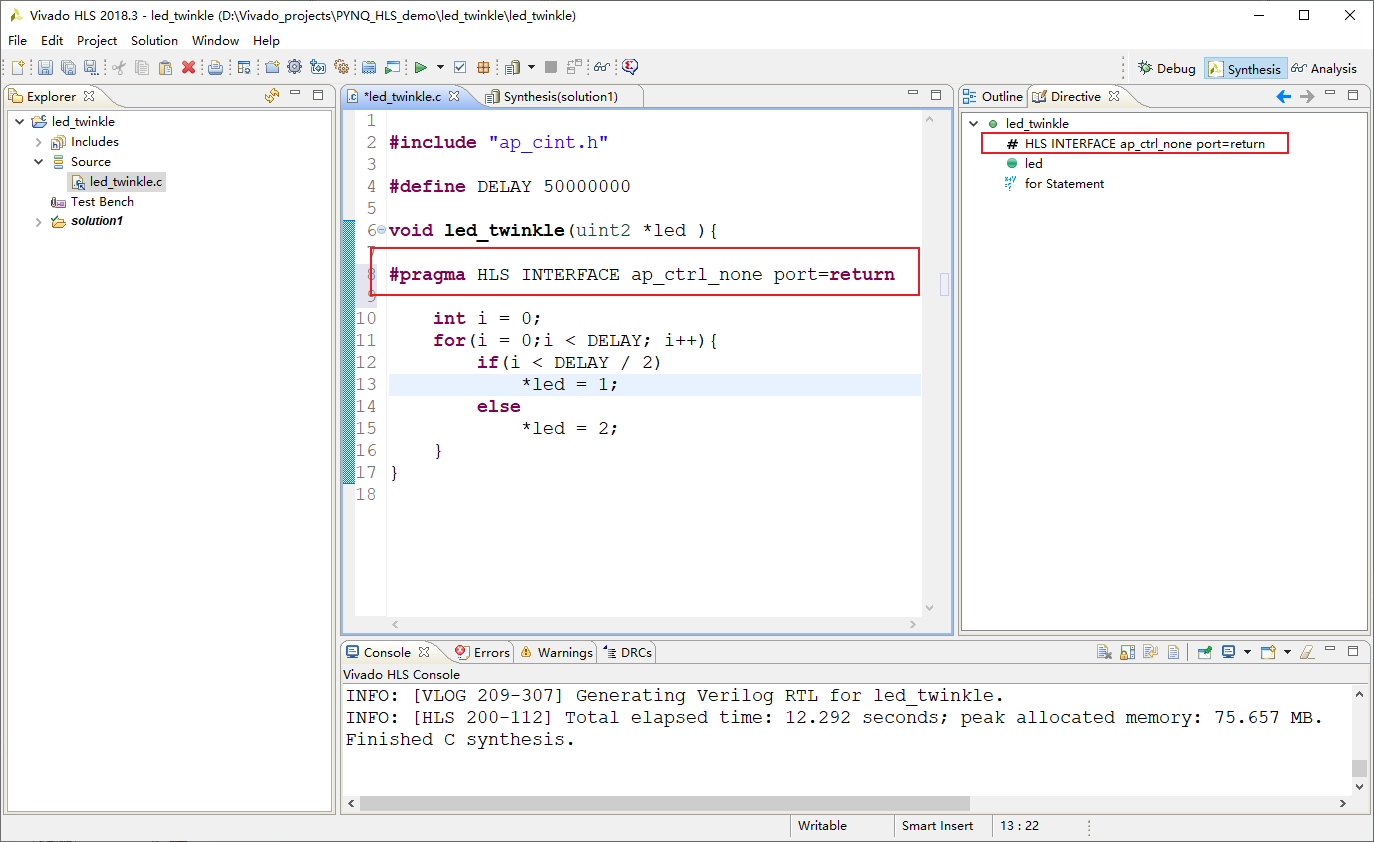 Vivado HLS 2018.3 - led_twinkle (D:\Vivado_projects\PYNQ_HLS_demo\led_twinkle\led_twinkle)
File Edit Project Solution Window Help
Debug Synthesis Analysis
Explorer
led_twinkle
Includes
Source
led_twinkle.c
Test Bench
solution1
*led_twinkle.c Synthesis(solution1)
1
2 #include "ap_cint.h"
3
4 #define DELAY 50000000
5
6 void led_twinkle(uint2 *led ){
7
8 #pragma HLS INTERFACE ap_ctrl_none port=return
9
10 int i = 0;
11 for(i = 0;i < DELAY; i++){
12 if(i < DELAY / 2)
13 *led = 1;
14 else
15 *led = 2;
16 }
17 }
18
Outline Directive
led_twinkle
# HLS INTERFACE ap_ctrl_none port=return
led
for Statement
Console Errors Warnings DRCs
Vivado HLS Console
INFO: [VLOG 209-307] Generating Verilog RTL for led_twinkle.
INFO: [HLS 200-112] Total elapsed time: 12.292 seconds; peak allocated memory: 75.657 MB.
Finished C synthesis.
Writable Smart Insert 13 : 22